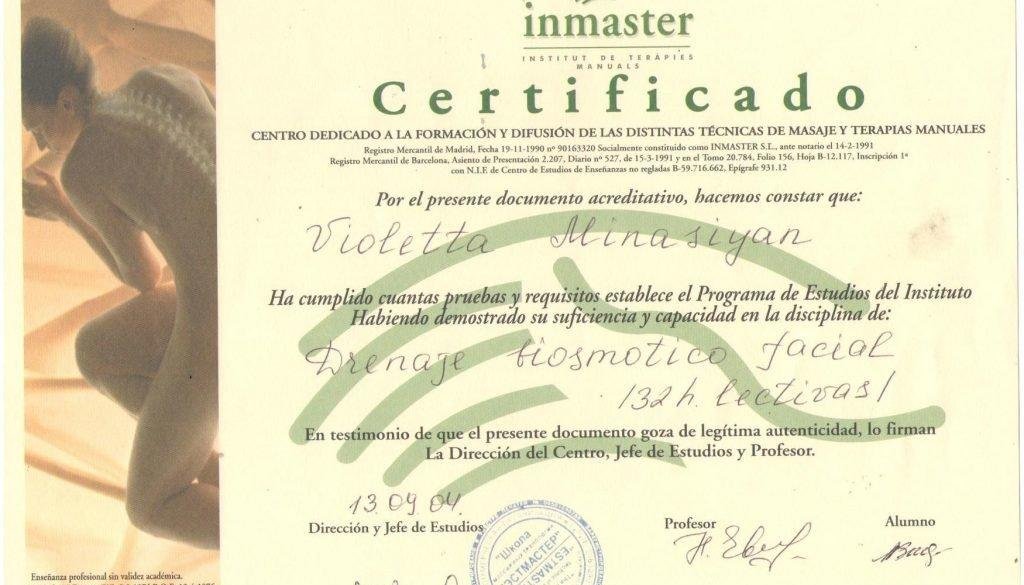 inmaster
INSTITUT DE TERÀPIES
MANUALS
Certificado
CENTRO DEDICADO A LA FORMACIÓN Y DIFUSIÓN DE LAS DISTINTAS TÉCNICAS DE MASAJE Y TERAPIAS MANUALES
Registro Mercantil de Madrid, Fecha 19-11-1990 nº 90163320 Socialmente constituido como INMASTER S.L., ante notario el 14-2-1991
Registro Mercantil de Barcelona, Asiento de Presentación 2.207, Diario nº 527, de 15-3-1991 y en el Tomo 20.784, Folio 156, Hoja B-12.117, Inscripción 1ª
con N.I.F. de Centro de Estudios de Enseñanzas no regladas B-59.716.662, Epígrafe 931.12
Por el presente documento acreditativo, hacemos constar que:
Violetta Minasiyan
Ha cumplido cuantas pruebas y requisitos establece el Programa de Estudios del Instituto
Habiendo demostrado su suficiencia y capacidad en la disciplina de:
Drenaje biosmotico facial
132 h. lectivas
En testimonio de que el presente documento goza de legítima autenticidad, lo firman
La Dirección del Centro, Jefe de Estudios y Profesor.
13.09.04.
Dirección y Jefe de Estudios
Profesor
Alumno
"Школа
Enseñanza profesional sin validez académica.